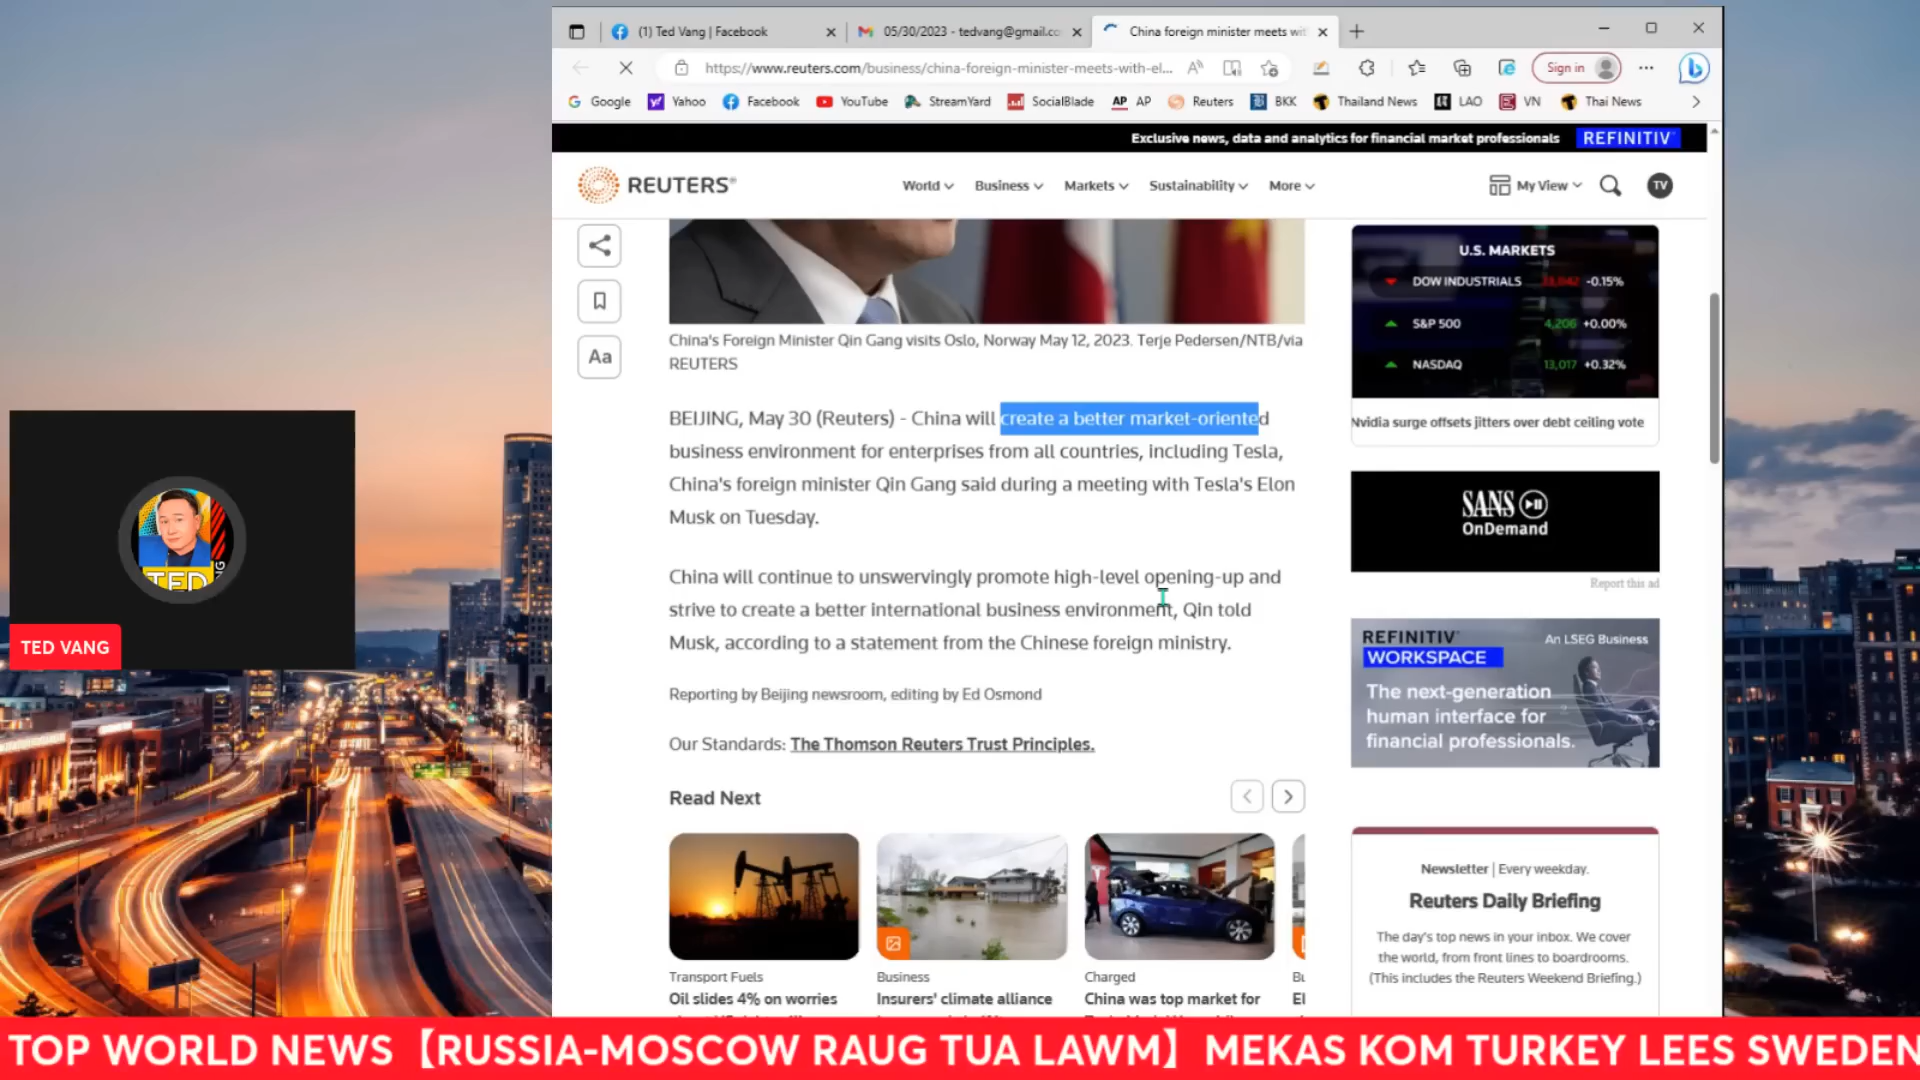 (1) Ted Vang | Facebook
05/30/2023 - tedvang@gmail.co
China foreign minister meets wit
https://www.reuters.com/business/china-foreign-minister-meets-with-el...
Sign in
Google
Yahoo
Facebook
YouTube
StreamYard
SocialBlade
AP AP
Reuters
BKK
Thailand News
LAO
VN
Thai News
Exclusive news, data and analytics for financial market professionals REFINITIV
REUTERS®
World
Business
Markets
Sustainability
More
My View
TV
Aa
China's Foreign Minister Qin Gang visits Oslo, Norway May 12, 2023. Terje Pedersen/NTB/via
REUTERS
BEIJING, May 30 (Reuters) - China will create a better market-oriented
business environment for enterprises from all countries, including Tesla,
China's foreign minister Qin Gang said during a meeting with Tesla's Elon
Musk on Tuesday.
China will continue to unswervingly promote high-level opening-up and
strive to create a better international business environment, Qin told
Musk, according to a statement from the Chinese foreign ministry.
Reporting by Beijing newsroom, editing by Ed Osmond
Our Standards: The Thomson Reuters Trust Principles.
Read Next
Transport Fuels
Oil slides 4% on worries
Business
Insurers' climate alliance
Charged
China was top market for
U.S. MARKETS
DOW INDUSTRIALS -0.15%
S&P 500 4,206 +0.00%
NASDAQ 13,017 +0.32%
Nvidia surge offsets jitters over debt ceiling vote
SANS
OnDemand
Report this ad
REFINITIV An LSEG Business
WORKSPACE
The next-generation
human interface for
financial professionals.
Newsletter | Every weekday.
Reuters Daily Briefing
The day's top news in your inbox. We cover
the world, from front lines to boardrooms.
(This includes the Reuters Weekend Briefing.)
TED
TED VANG
TOP WORLD NEWS【RUSSIA-MOSCOW RAUG TUA LAWM】MEKAS KOM TURKEY LEES SWEDEN